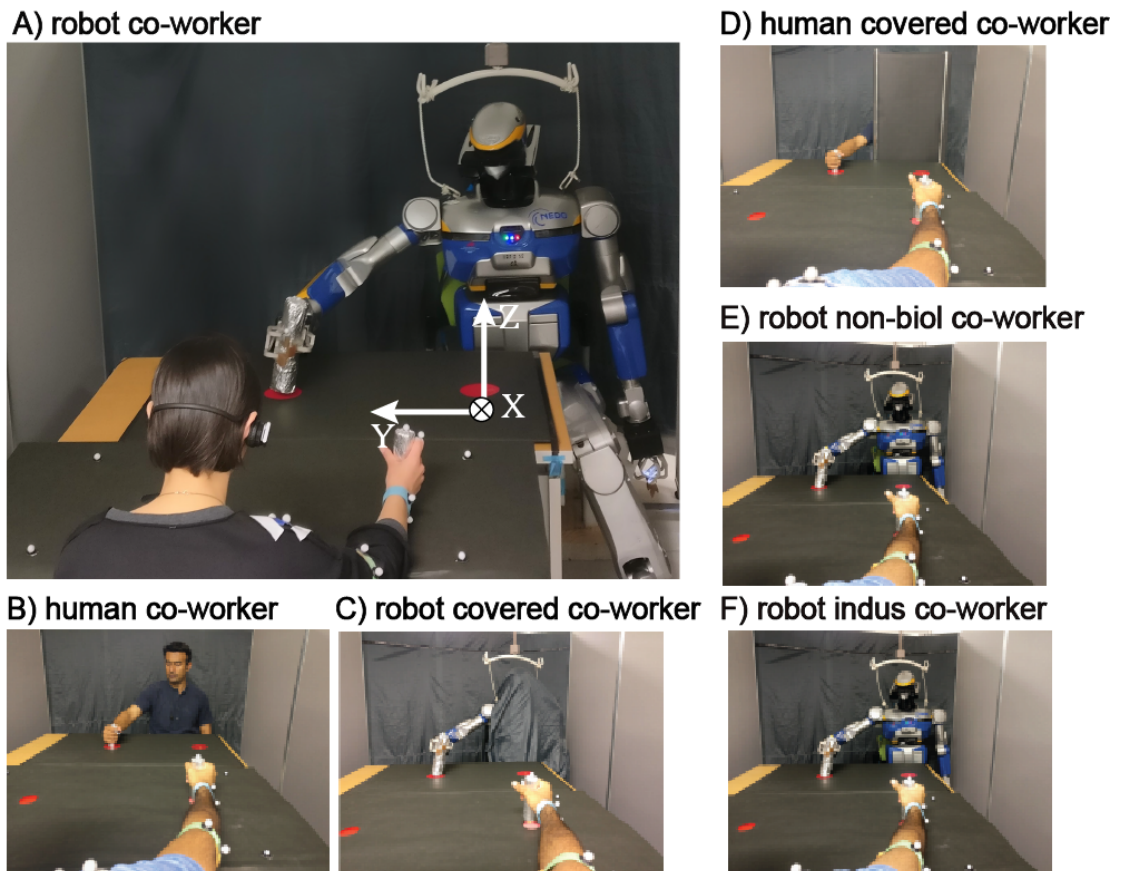 A) robot co-worker
D) human covered co-worker
NEDO
Z
X
Y
E) robot non-biol co-worker
B) human co-worker
C) robot covered co-worker
F) robot indus co-worker